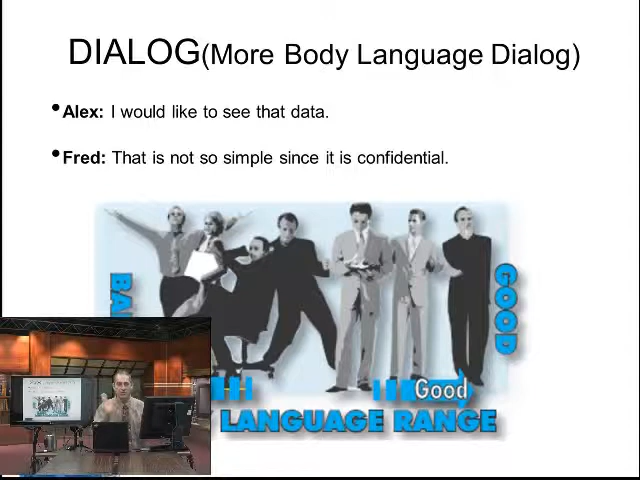 DIALOG(More Body Language Dialog)
•Alex: I would like to see that data.
•Fred: That is not so simple since it is confidential.
GOOD
Good
LANGUAGE RANGE